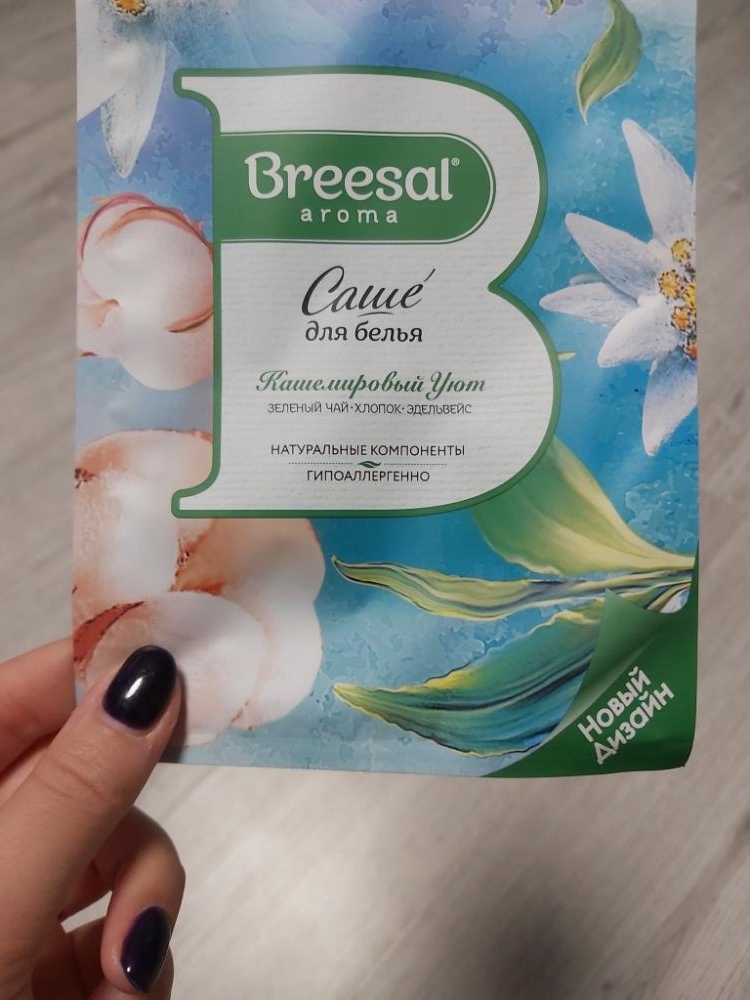 Breesal®
aroma
Саше́
для белья
Кашемировый Уют
ЗЕЛЕНЫЙ ЧАЙ·ХЛОПОК·ЭДЕЛЬВЕЙС
НАТУРАЛЬНЫЕ КОМПОНЕНТЫ
ГИПОАЛЛЕРГЕННО
Новый
дизайн